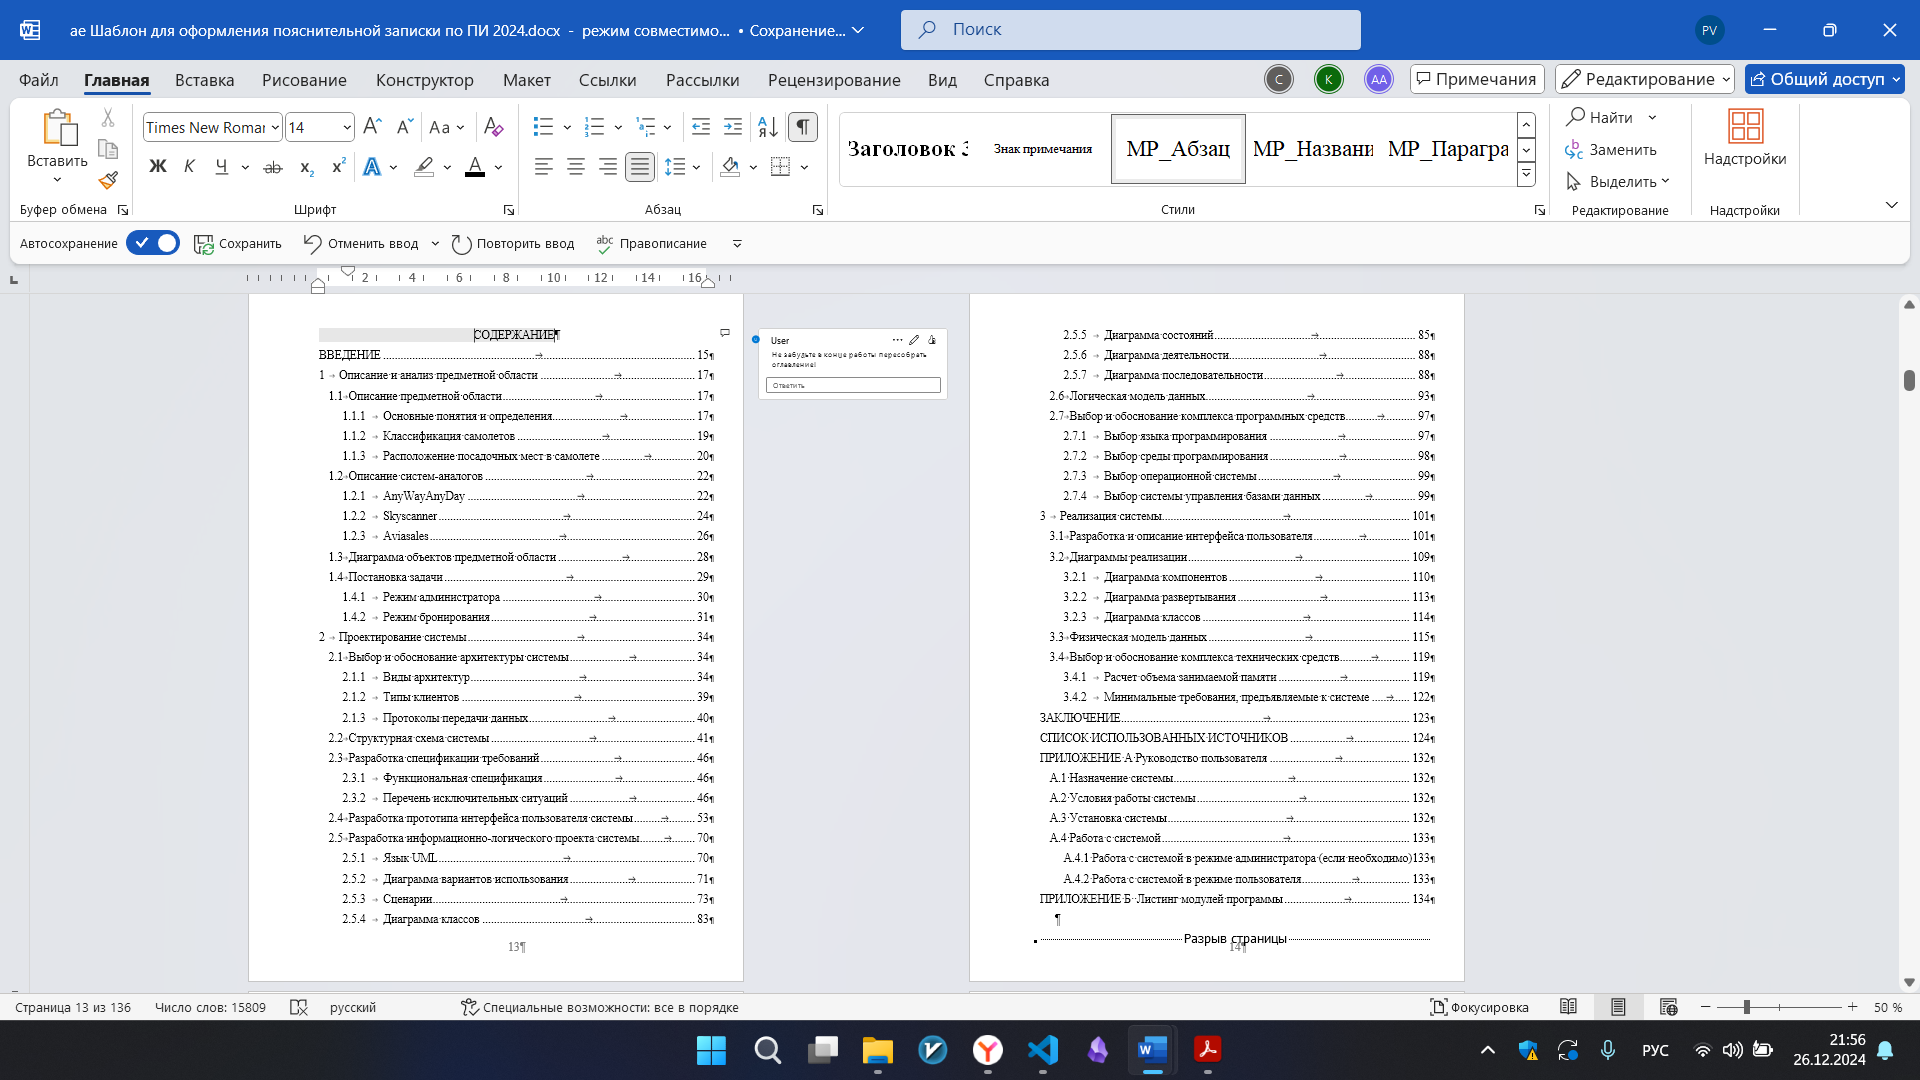 ае Шаблон для оформления пояснительной записки по ПИ 2024.docx - режим совместимо... • Сохранение...
Поиск
PV
Файл Главная Вставка Рисование Конструктор Макет Ссылки Рассылки Рецензирование Вид Справка
С К AA Примечания Редактирование Общий доступ
Вставить
Times New Roman 14
Заголовок 3 Знак примечания МР_Абзац МР_Названи МР_Парагра
Найти
Заменить
Выделить
Надстройки
Буфер обмена Шрифт Абзац Стили Редактирование Надстройки
Автосохранение Сохранить Отменить ввод Повторить ввод Правописание
2 4 6 8 10 12 14 16
СОДЕРЖАНИЕ¶
ВВЕДЕНИЕ 15¶
1 Описание и анализ предметной области 17¶
1.1 Описание предметной области 17¶
1.1.1 Основные понятия и определения 17¶
1.1.2 Классификация самолетов 19¶
1.1.3 Расположение посадочных мест в самолете 20¶
1.2 Описание систем-аналогов 22¶
1.2.1 AnyWayAnyDay 22¶
1.2.2 Skyscanner 24¶
1.2.3 Aviasales 26¶
1.3 Диаграмма объектов предметной области 28¶
1.4 Постановка задачи 29¶
1.4.1 Режим администратора 30¶
1.4.2 Режим бронирования 31¶
2 Проектирование системы 34¶
2.1 Выбор и обоснование архитектуры системы 34¶
2.1.1 Виды архитектур 34¶
2.1.2 Типы клиентов 39¶
2.1.3 Протоколы передачи данных 40¶
2.2 Структурная схема системы 41¶
2.3 Разработка спецификации требований 46¶
2.3.1 Функциональная спецификация 46¶
2.3.2 Перечень исключительных ситуаций 46¶
2.4 Разработка прототипа интерфейса пользователя системы 53¶
2.5 Разработка информационно-логического проекта системы 70¶
2.5.1 Язык UML 70¶
2.5.2 Диаграмма вариантов использования 71¶
2.5.3 Сценарии 73¶
2.5.4 Диаграмма классов 83¶
13¶
User
Не забудьте в конце работы пересобрать
оглавление!
Ответить
2.5.5 Диаграмма состояний 85¶
2.5.6 Диаграмма деятельности 88¶
2.5.7 Диаграмма последовательности 88¶
2.6 Логическая модель данных 93¶
2.7 Выбор и обоснование комплекса программных средств 97¶
2.7.1 Выбор языка программирования 97¶
2.7.2 Выбор среды программирования 98¶
2.7.3 Выбор операционной системы 99¶
2.7.4 Выбор системы управления базами данных 99¶
3 Реализация системы 101¶
3.1 Разработка и описание интерфейса пользователя 101¶
3.2 Диаграммы реализации 109¶
3.2.1 Диаграмма компонентов 110¶
3.2.2 Диаграмма развертывания 113¶
3.2.3 Диаграмма классов 114¶
3.3 Физическая модель данных 115¶
3.4 Выбор и обоснование комплекса технических средств 119¶
3.4.1 Расчет объема занимаемой памяти 119¶
3.4.2 Минимальные требования, предъявляемые к системе 122¶
ЗАКЛЮЧЕНИЕ 123¶
СПИСОК ИСПОЛЬЗОВАННЫХ ИСТОЧНИКОВ 124¶
ПРИЛОЖЕНИЕ А Руководство пользователя 132¶
А.1 Назначение системы 132¶
А.2 Условия работы системы 132¶
А.3 Установка системы 132¶
А.4 Работа с системой 133¶
А.4.1 Работа с системой в режиме администратора (если необходимо) 133¶
А.4.2 Работа с системой в режиме пользователя 133¶
ПРИЛОЖЕНИЕ Б Листинг модулей программы 134¶
¶
Разрыв страницы
14¶
Страница 13 из 136 Число слов: 15809 русский Специальные возможности: все в порядке Фокусировка 50 %
РУС 21:56
26.12.2024